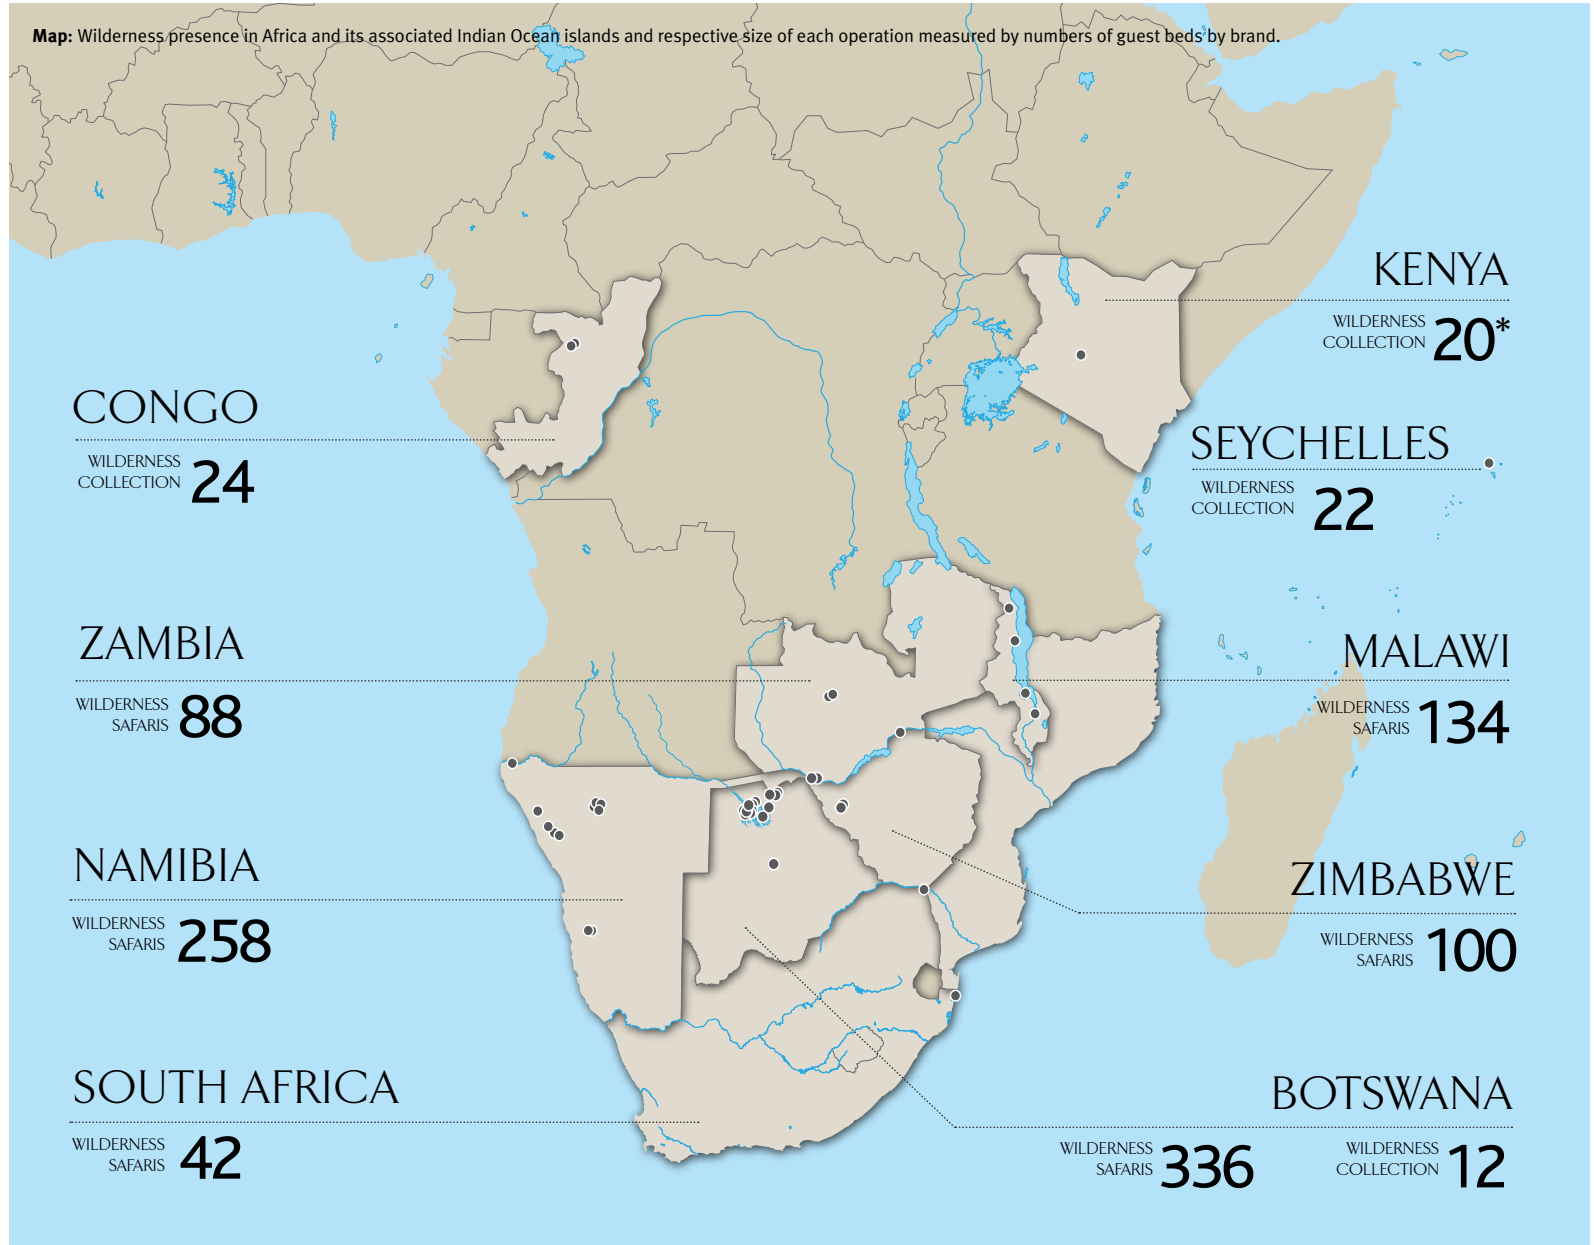 Map: Wilderness presence in Africa and its associated Indian Ocean islands and respective size of each operation measured by numbers of guest beds by brand.
KENYA
WILDERNESS
COLLECTION
20*
CONGO
WILDERNESS
COLLECTION
24
SEYCHELLES
WILDERNESS
COLLECTION
22
ZAMBIA
WILDERNESS
SAFARIS
88
MALAWI
WILDERNESS
SAFARIS
134
NAMIBIA
WILDERNESS
SAFARIS
258
ZIMBABWE
WILDERNESS
SAFARIS
100
SOUTH AFRICA
WILDERNESS
SAFARIS
42
BOTSWANA
WILDERNESS
SAFARIS
336
WILDERNESS
COLLECTION
12